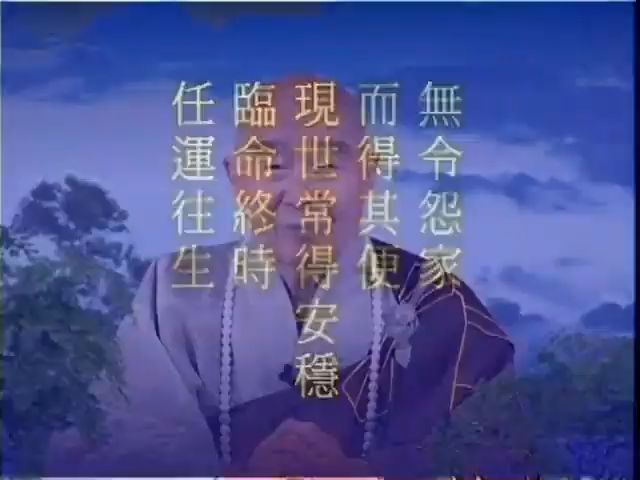 無令怨家
而得其便
現世常得安穩
臨命終時
任運往生